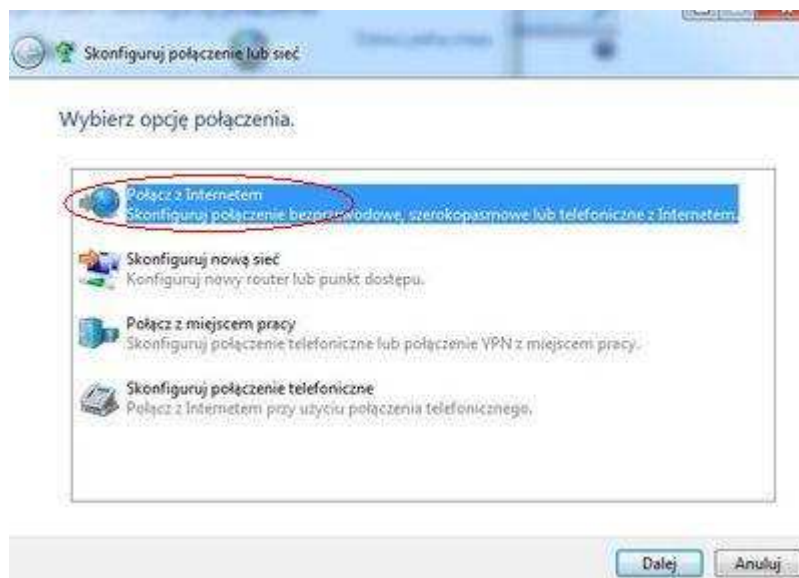 Skonfiguruj połączenie lub sieć
Wybierz opcję połączenia.
Połącz z Internetem
Skonfiguruj połączenie bezprzewodowe, szerokopasmowe lub telefoniczne z Internetem.
Skonfiguruj nową sieć
Konfiguruj nowy router lub punkt dostępu.
Połącz z miejscem pracy
Skonfiguruj połączenie telefoniczne lub połączenie VPN z miejscem pracy.
Skonfiguruj połączenie telefoniczne
Połącz z Internetem przy użyciu połączenia telefonicznego.
Dalej
Anuluj